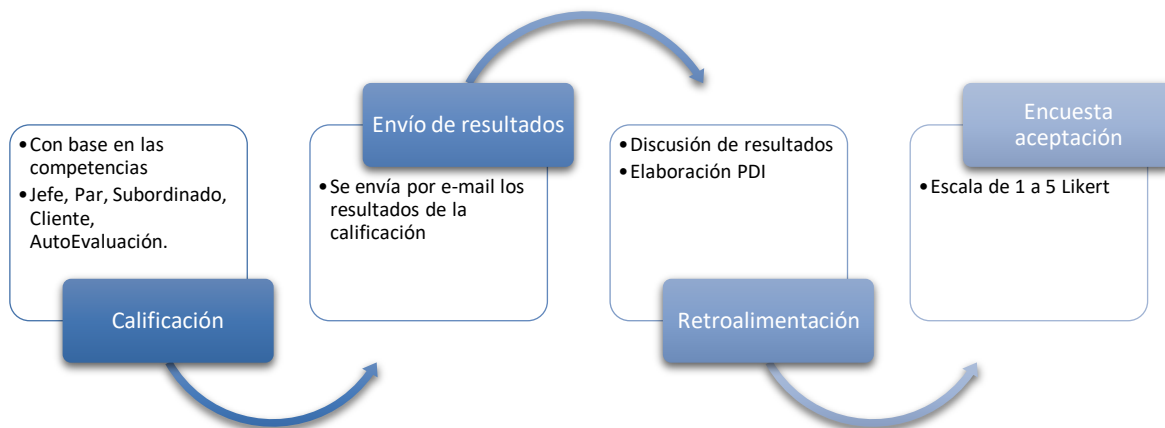 • Con base en las
competencias
• Jefe, Par, Subordinado,
Cliente,
AutoEvaluación.
Calificación
Envío de resultados
• Se envía por e-mail los
resultados de la
calificación
• Discusión de resultados
• Elaboración PDI
Retroalimentación
Encuesta
aceptación
• Escala de 1 a 5 Likert